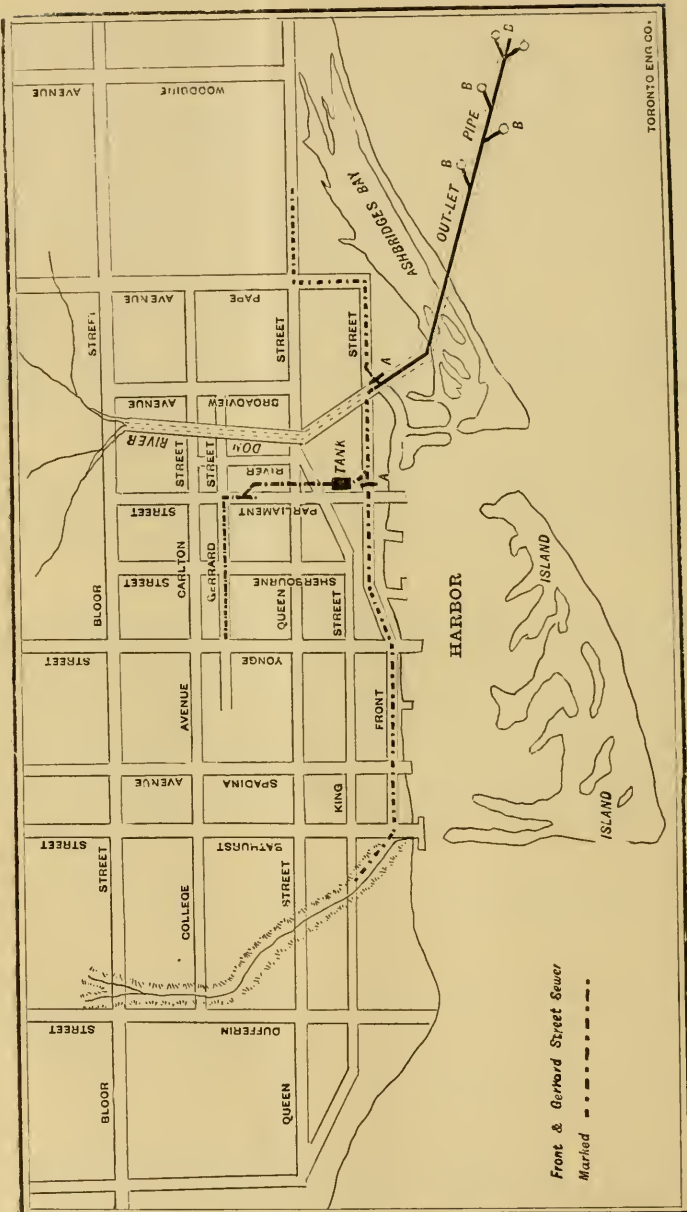 BLOOR
STREET
STREET
BLOOR
STREET
DUFFERIN
STREET
BATHURST
AVENUE
SPADINA
STREET
YONGE
STREET
SHERBOURNE
STREET
PARLIAMENT
AVENUE
BROADVIEW
AVENUE
PAPE
AVENUE
WOODBINE
COLLEGE
AVENUE
CARLTON
STREET
GERRARD
STREET
QUEEN
STREET
QUEEN
STREET
KING
STREET
FRONT
STREET
RIVER
DON
RIVER
TANK
A
A
ASHBRIDGES BAY
OUT-LET PIPE
B
B
B
HARBOR
ISLAND
ISLAND
Front & Gerrard Street Sewer
Marked
TORONTO ENG CO.